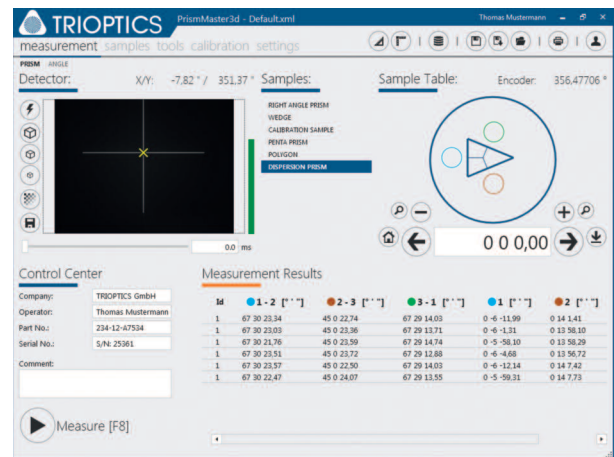 TRIOPTICS PrismMaster3d - Default.xml Thomas Mustermann
measurement samples tools calibration settings
PRISM ANGLE
Detector: X/Y: -7,82 " / 351,37 "
Samples:
RIGHT ANGLE PRISM
WEDGE
CALIBRATION SAMPLE
PENTA PRISM
POLYGON
DISPERSION PRISM
Sample Table: Encoder: 356,47706 °
0.0 ms
0 0 0,00
Control Center
Company: TRIOPTICS GmbH
Operator: Thomas Mustermann
Part No.: 234-12-A7534
Serial No.: S/N: 25361
Comment:
Measure [F8]
Measurement Results
Id 1 - 2 [° ' "] 2 - 3 [° ' "] 3 - 1 [° ' "] 1 [° ' "] 2 [° ' "]
1 67 30 23,34 45 0 22,74 67 29 14,03 0 -6 -11,99 0 14 1,41
1 67 30 23,03 45 0 23,36 67 29 13,71 0 -6 -1,31 0 13 58,10
1 67 30 21,76 45 0 23,59 67 29 14,74 0 -5 -58,10 0 13 58,29
1 67 30 23,51 45 0 23,72 67 29 12,88 0 -6 -4,68 0 13 56,72
1 67 30 23,57 45 0 22,50 67 29 14,03 0 -6 -12,14 0 14 7,42
1 67 30 22,47 45 0 24,07 67 29 13,55 0 -5 -59,31 0 14 7,73